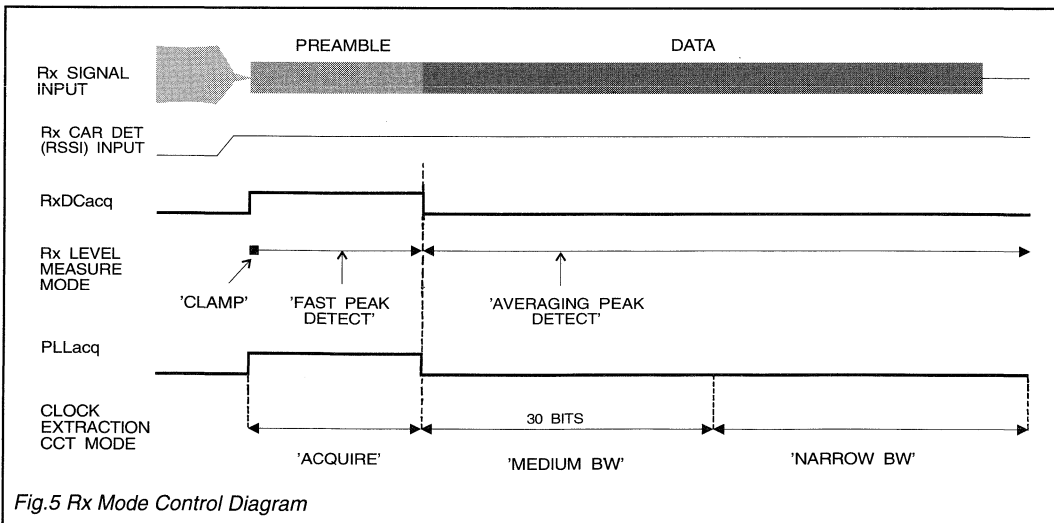 PREAMBLE
DATA
Rx SIGNAL
INPUT
Rx CAR DET
(RSSI) INPUT
RxDCacq
Rx LEVEL
MEASURE
MODE
'CLAMP'
'FAST PEAK
DETECT'
'AVERAGING PEAK
DETECT'
PLLacq
CLOCK
EXTRACTION
CCT MODE
30 BITS
'ACQUIRE'
'MEDIUM BW'
'NARROW BW'
Fig.5 Rx Mode Control Diagram